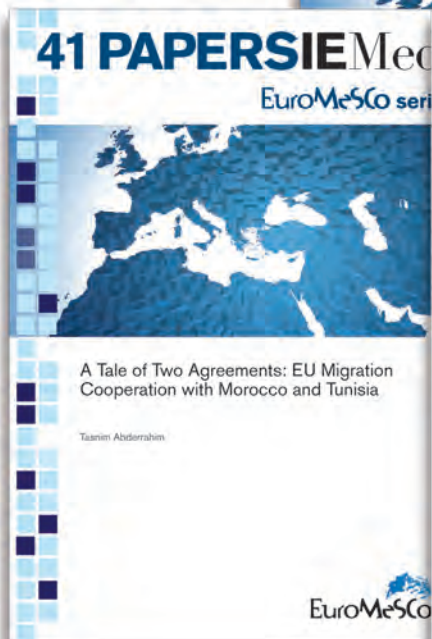 41 PAPERSIEMed
EuroMeSCo seri
A Tale of Two Agreements: EU Migration
Cooperation with Morocco and Tunisia
Tasnim Abderrahim
EuroMeSCo